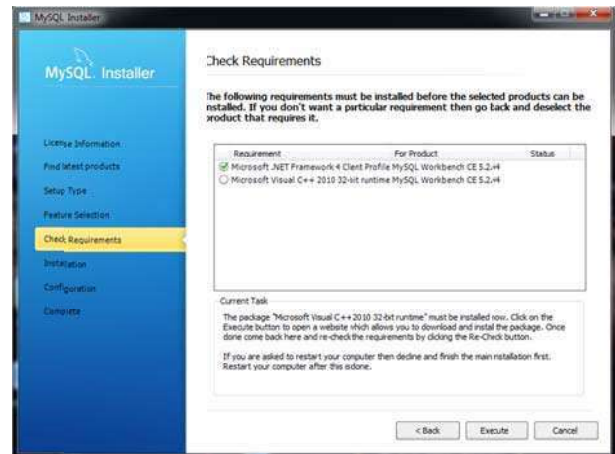 MySQL Installer
MySQL Installer
Check Requirements
The following requirements must be installed before the selected products can be
installed. If you don't want a particular requirement then go back and deselect the
product that requires it.
License Information
Find latest products
Setup Type
Feature Selection
Check Requirements
Installation
Configuration
Complete
Requirement For Product Status
Microsoft .NET Framework 4 Client Profile MySQL Workbench CE 5.2.44
Microsoft Visual C++ 2010 32-bit runtime MySQL Workbench CE 5.2.44
Current Task
The package "Microsoft Visual C++ 2010 32-bit runtime" must be installed now. Click on the
Execute button to open a website which allows you to download and install the package. Once
done come back here and re-check the requirements by clicking the Re-Check button.
If you are asked to restart your computer then decline and finish the main installation first.
Restart your computer after this is done.
< Back Execute Cancel